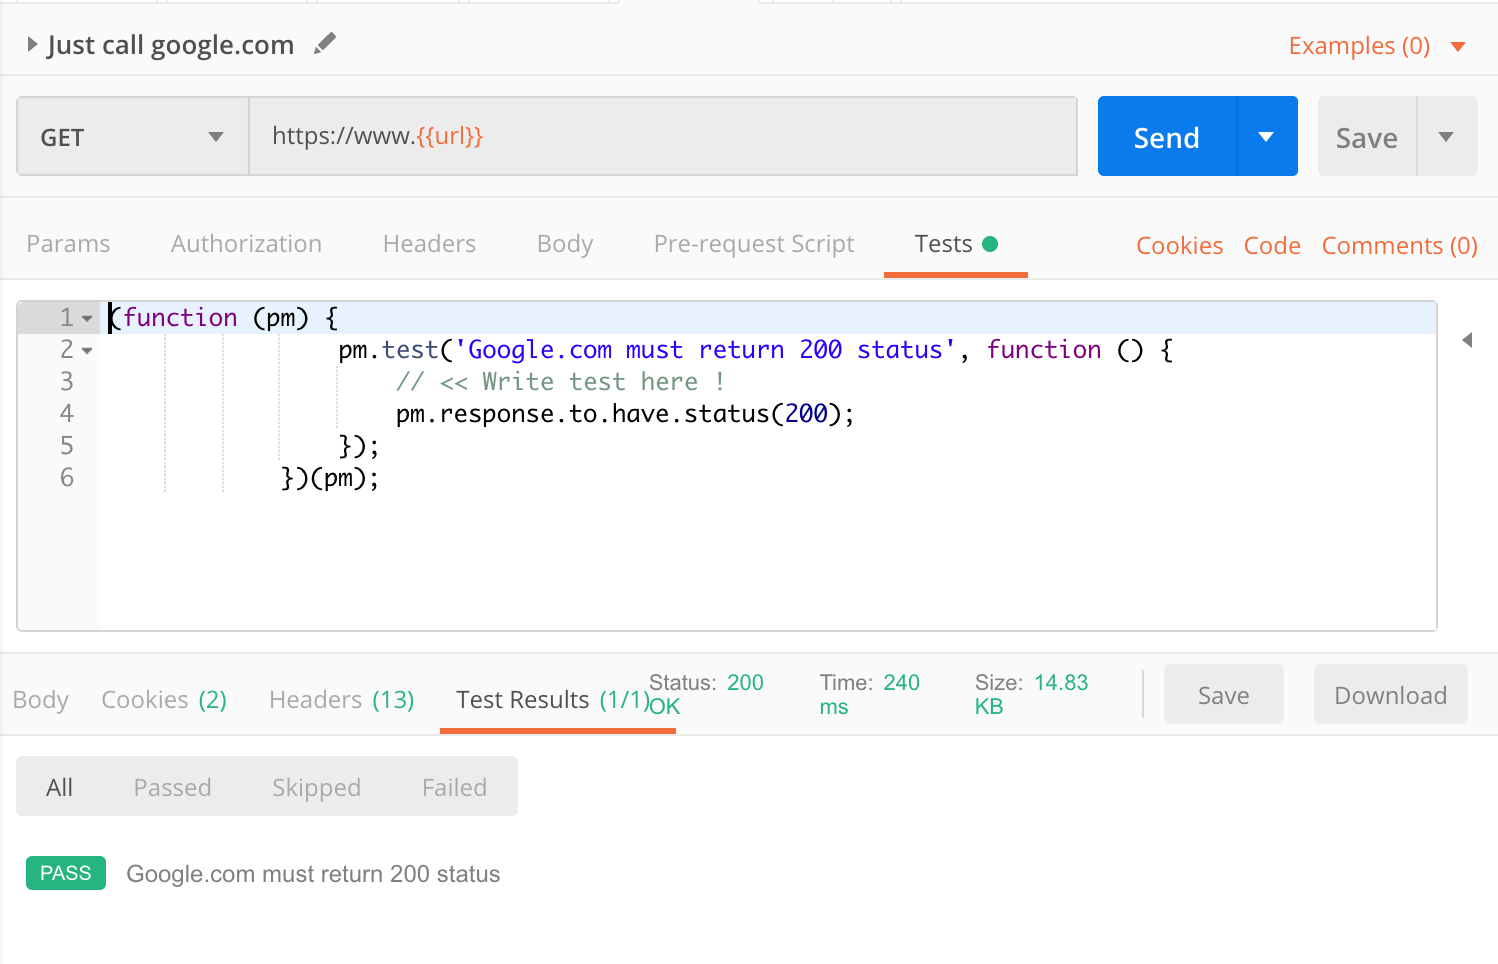 Just call google.com
Examples (0)
GET
https://www.{{url}}
Send
Save
Params Authorization Headers Body Pre-request Script Tests
Cookies Code Comments (0)
1 (function (pm) {
2 pm.test('Google.com must return 200 status', function () {
3 // << Write test here !
4 pm.response.to.have.status(200);
5 });
6 })(pm);
Body Cookies (2) Headers (13) Test Results (1/1)
Status: 200 OK
Time: 240 ms
Size: 14.83 KB
Save
Download
All Passed Skipped Failed
PASS Google.com must return 200 status